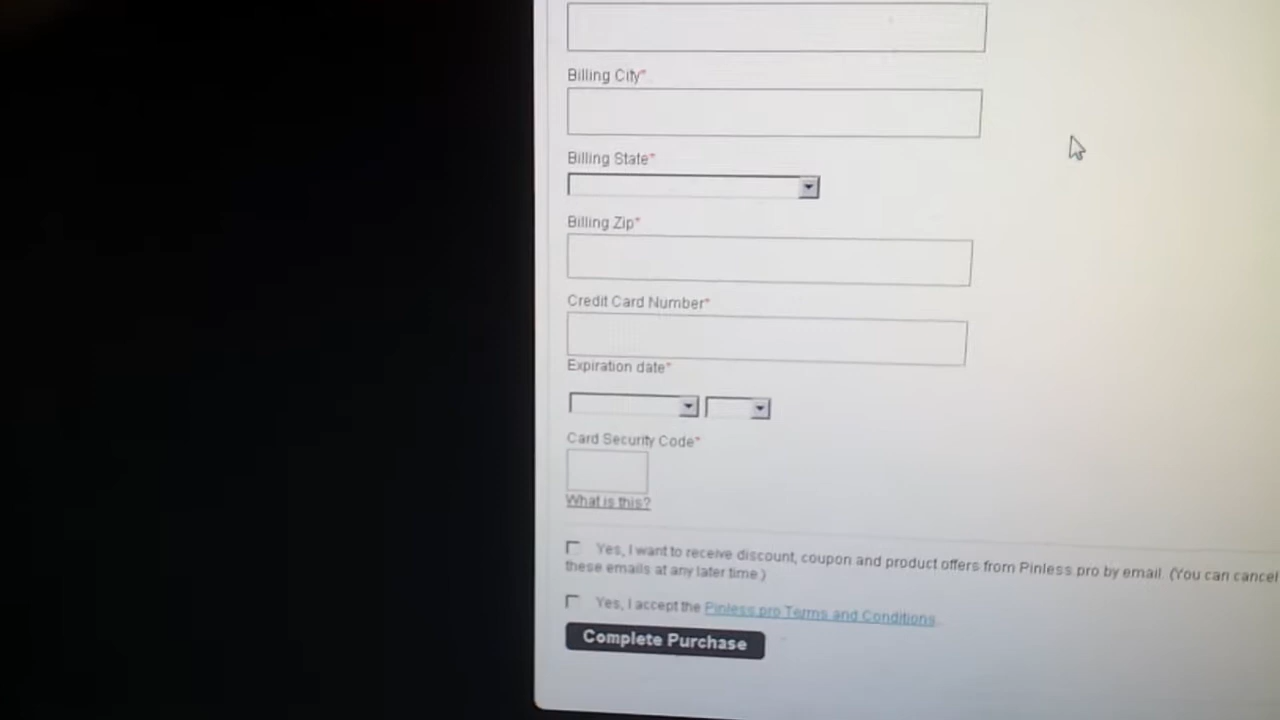 Billing City*
Billing State*
Billing Zip*
Credit Card Number*
Expiration date*
Card Security Code*
What is this?
Yes, I want to receive discount, coupon and product offers from Pinless.pro by email. (You can cancel
these emails at any later time.)
Yes, I accept the Pinless.pro Terms and Conditions.
Complete Purchase